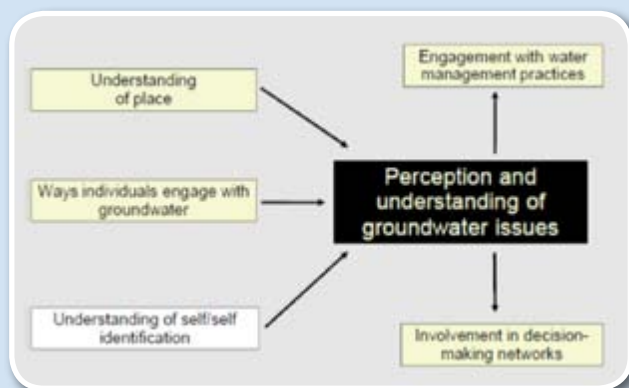 Understanding
of place
Engagement with water
management practices
Ways individuals engage with
groundwater
Perception and
understanding of
groundwater issues
Understanding of self/self
identification
Involvement in decision-
making networks